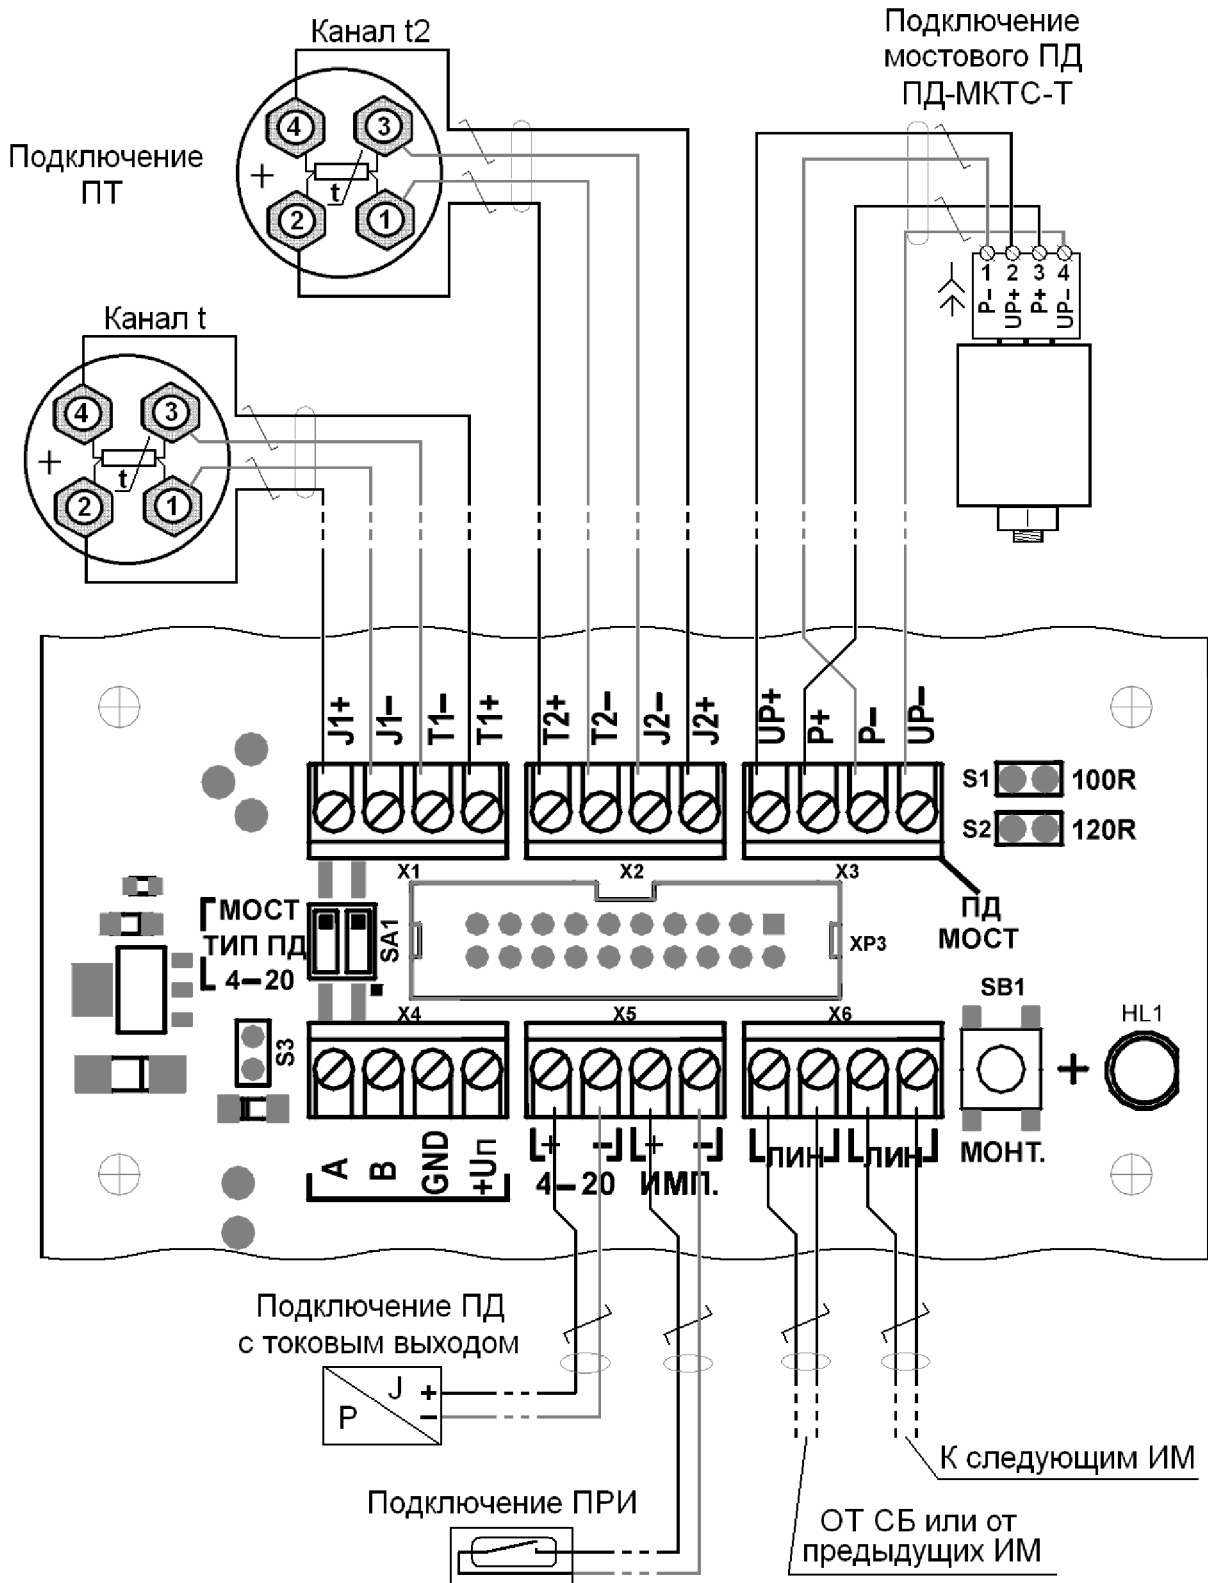 Канал t2
Подключение
мостового ПД
ПД-МКТС-Т
4
3
+
t
2
1
Подключение
ПТ
1 2 3 4
P–
UP+
P+
UP–
Канал t
4
3
+
t
2
1
J1+
J1–
T1–
T1+
T2+
T2–
J2–
J2+
UP+
P+
P–
UP–
S1
100R
S2
120R
X1
X2
X3
МОСТ
ТИП ПД
4–20
SA1
XP3
ПД
МОСТ
X4
X5
X6
SB1
HL1
S3
+
A
B
GND
+Uп
+ –
4–20
+ –
ИМП.
ЛИН
ЛИН
МОНТ.
Подключение ПД
с токовым выходом
J +
P –
К следующим ИМ
Подключение ПРИ
ОТ СБ или от
предыдущих ИМ